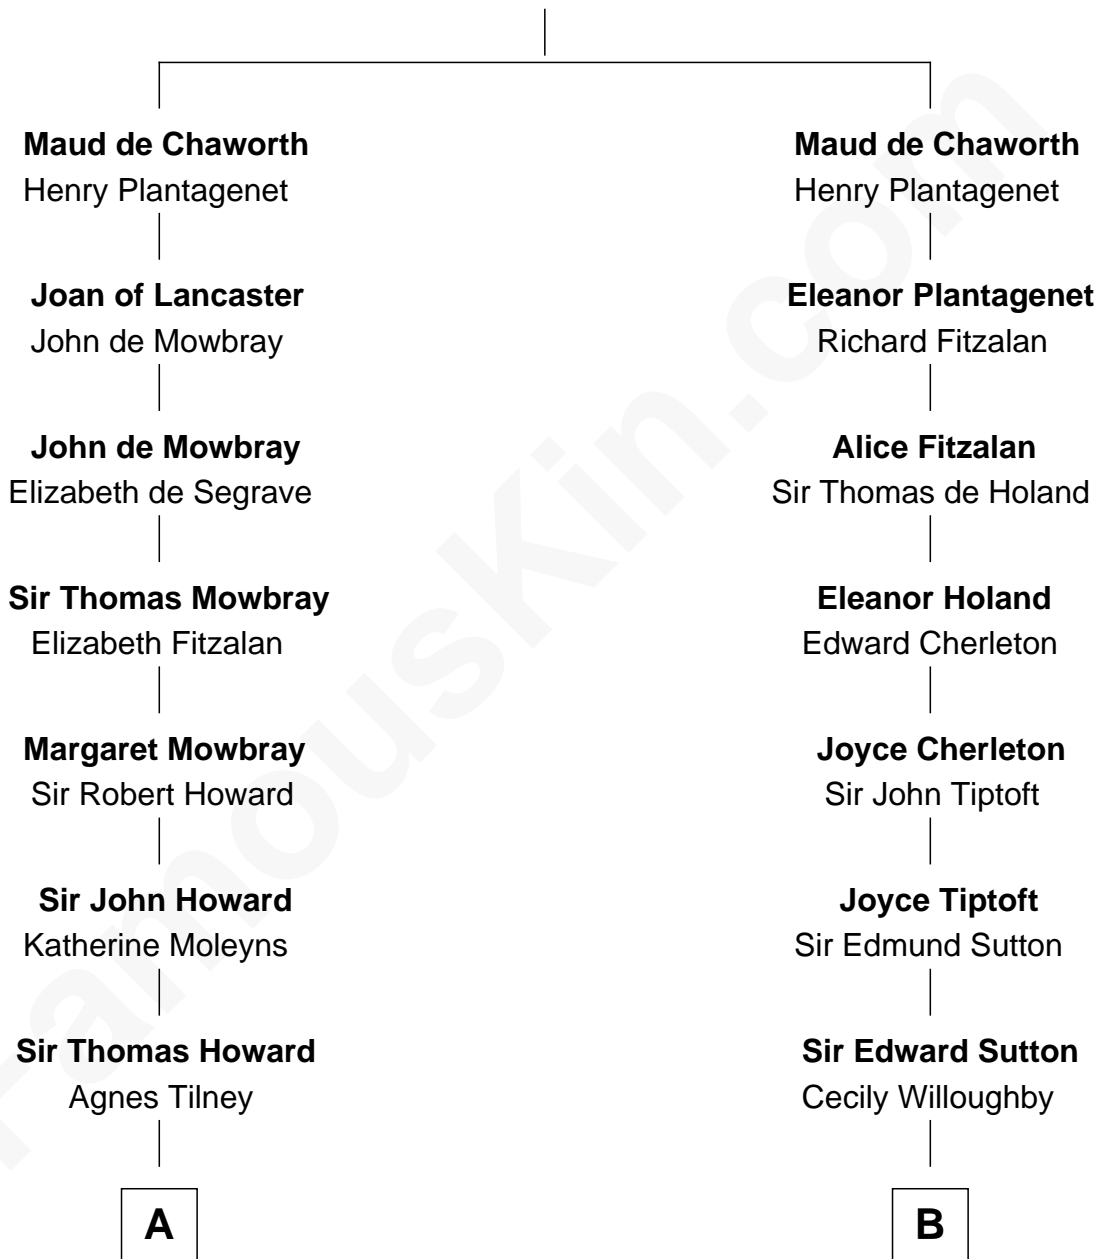 Maud de Chaworth
Henry Plantagenet
Joan of Lancaster
John de Mowbray
John de Mowbray
Elizabeth de Segrave
Sir Thomas Mowbray
Elizabeth Fitzalan
Margaret Mowbray
Sir Robert Howard
Sir John Howard
Katherine Moleyns
Sir Thomas Howard
Agnes Tilney
A
Maud de Chaworth
Henry Plantagenet
Eleanor Plantagenet
Richard Fitzalan
Alice Fitzalan
Sir Thomas de Holand
Eleanor Holand
Edward Cherleton
Joyce Cherleton
Sir John Tiptoft
Joyce Tiptoft
Sir Edmund Sutton
Sir Edward Sutton
Cecily Willoughby
B
FamousKin.com